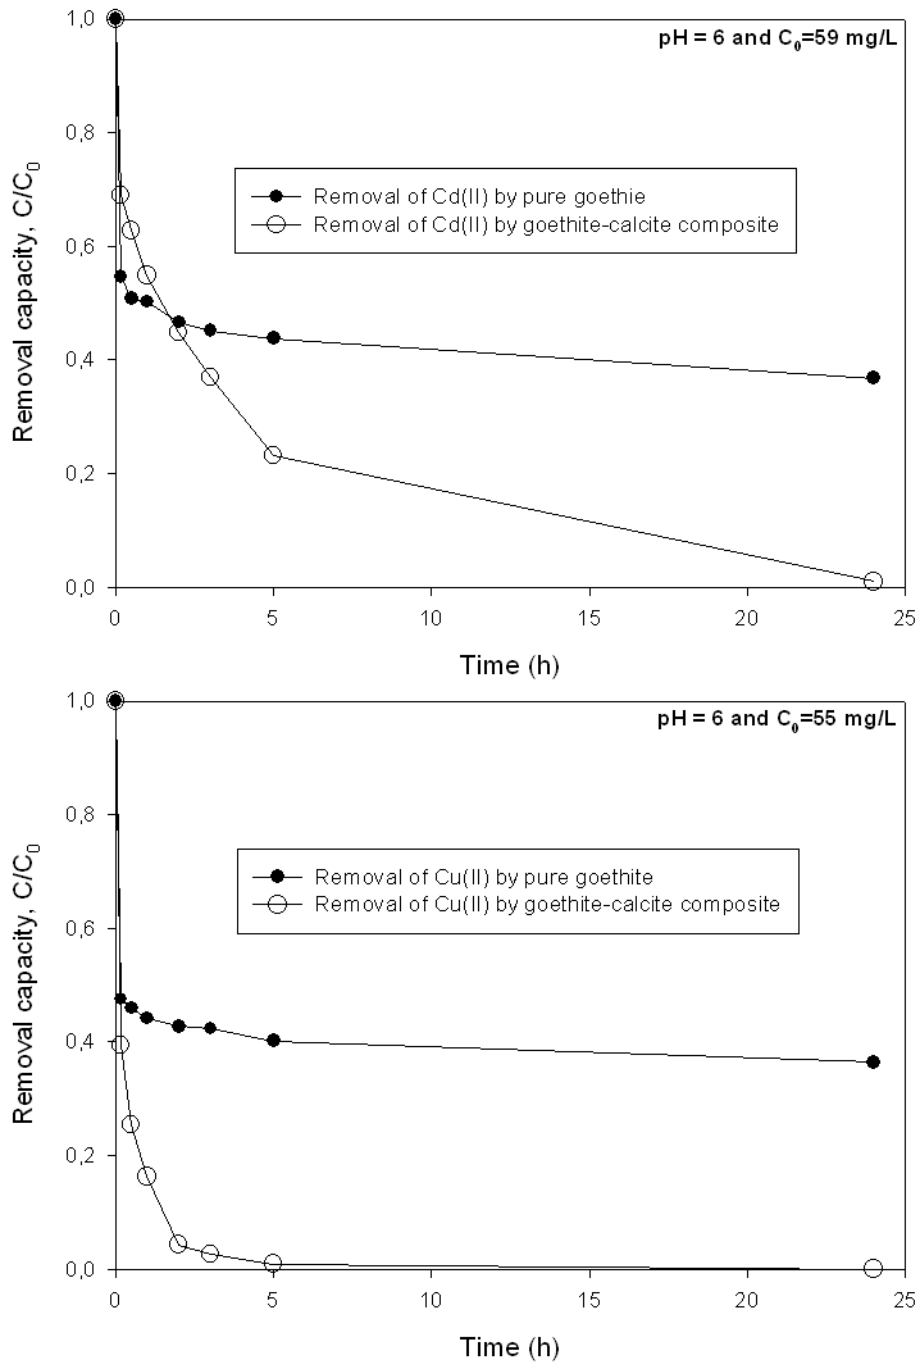 pH = 6 and C₀=59 mg/L
Removal capacity, C/C₀
1,0
0,8
0,6
0,4
0,2
0,0
Removal of Cd(II) by pure goethie
Removal of Cd(II) by goethite-calcite composite
0 5 10 15 20 25
Time (h)
pH = 6 and C₀=55 mg/L
Removal capacity, C/C₀
1,0
0,8
0,6
0,4
0,2
0,0
Removal of Cu(II) by pure goethite
Removal of Cu(II) by goethite-calcite composite
0 5 10 15 20 25
Time (h)